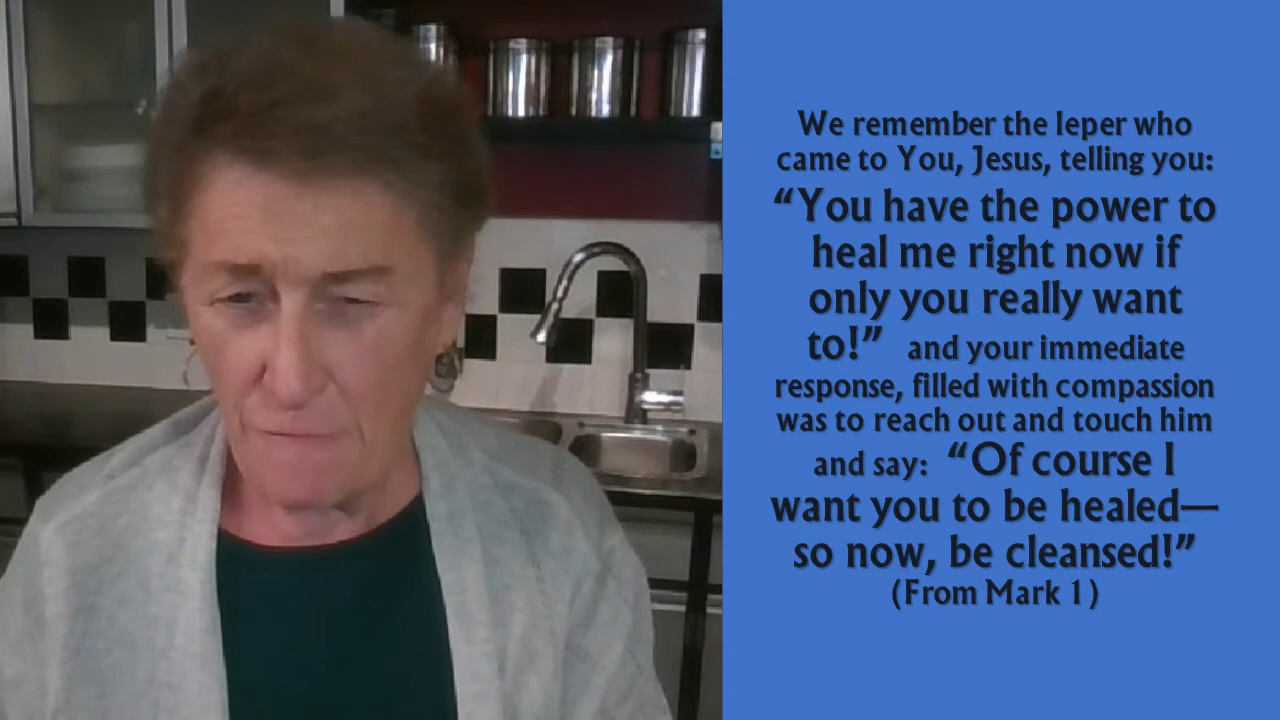 We remember the leper who
came to You, Jesus, telling you:
“You have the power to
heal me right now if
only you really want
to!” and your immediate
response, filled with compassion
was to reach out and touch him
and say: “Of course I
want you to be healed—
so now, be cleansed!”
(From Mark 1)